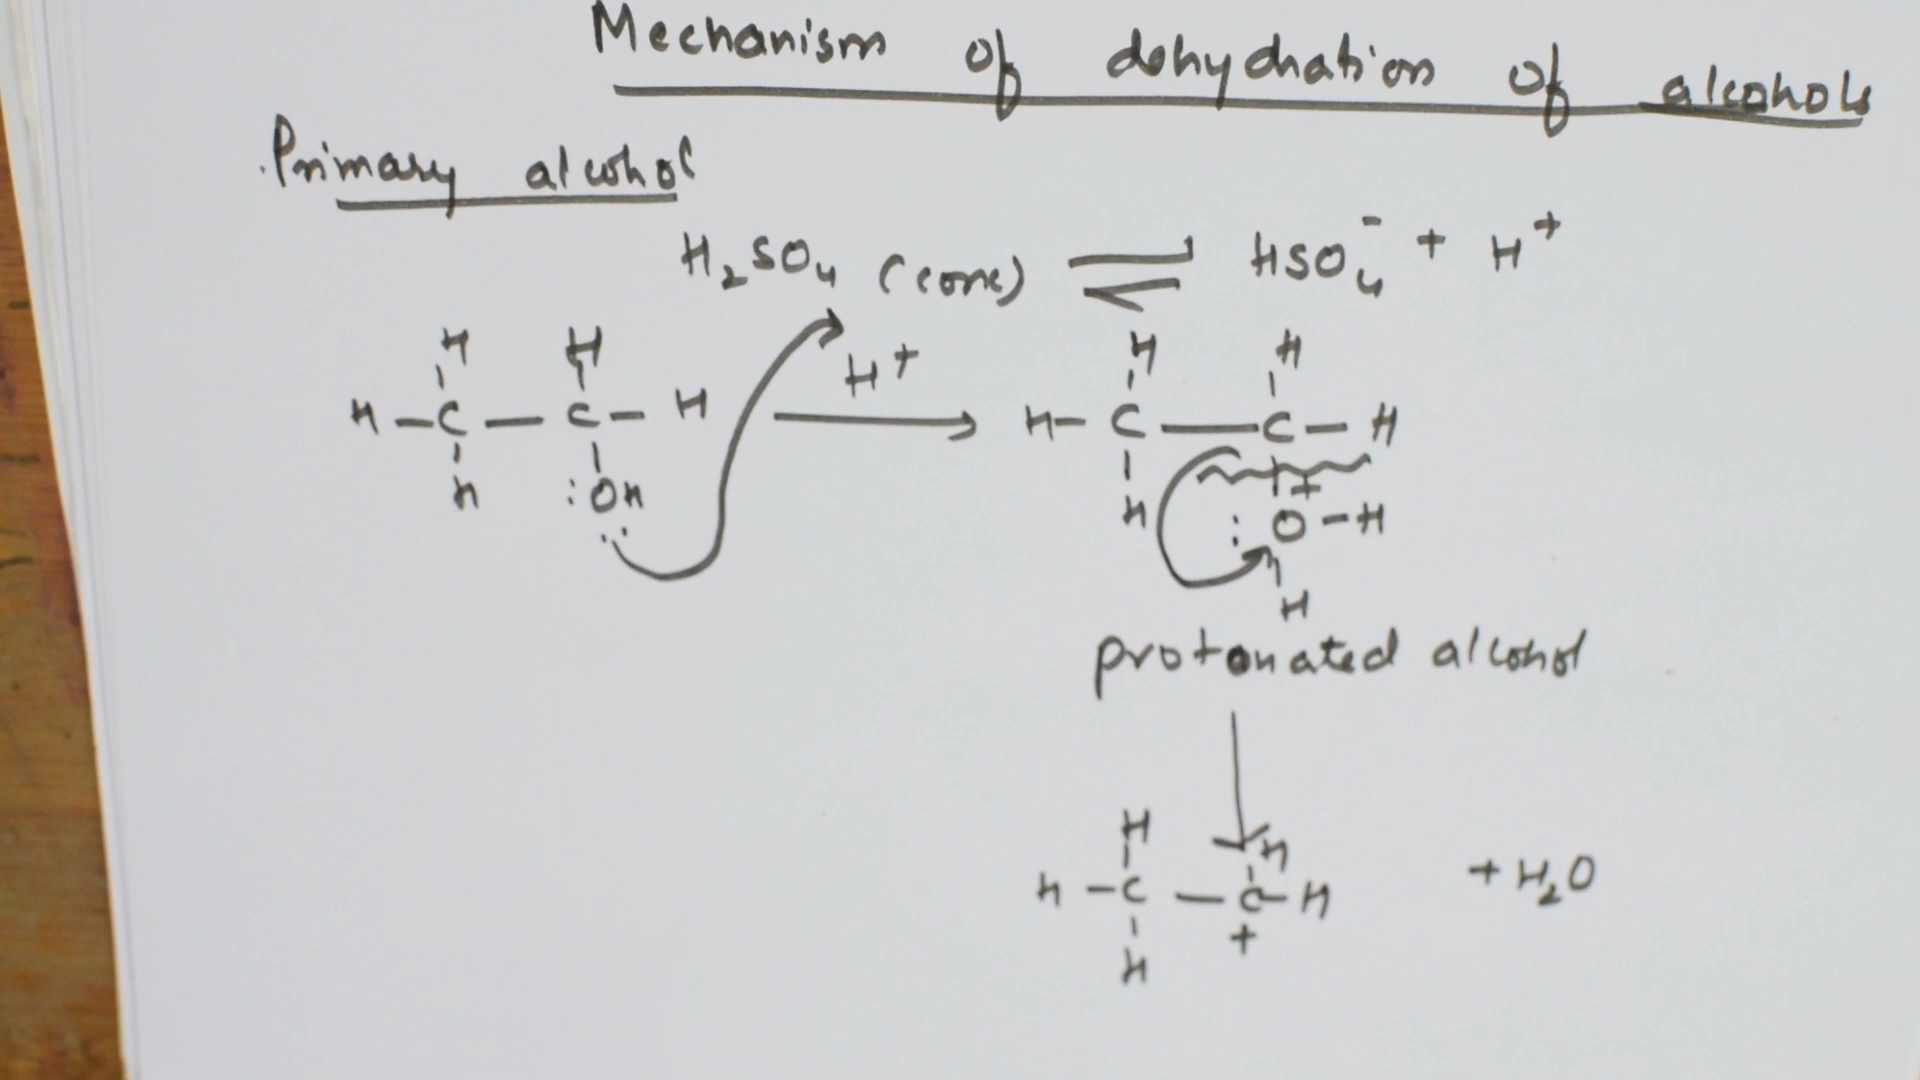 Mechanism of dehydration of alcohols
Primary alcohol
H₂SO₄ (conc) ⇌ HSO₄⁻ + H⁺
H H H⁺ H H
H – C — C – H → H – C — C – H
H :OH H : O⁺ – H
.. H
protonated alcohol
↓
H H
H – C — C – H + H₂O
H +